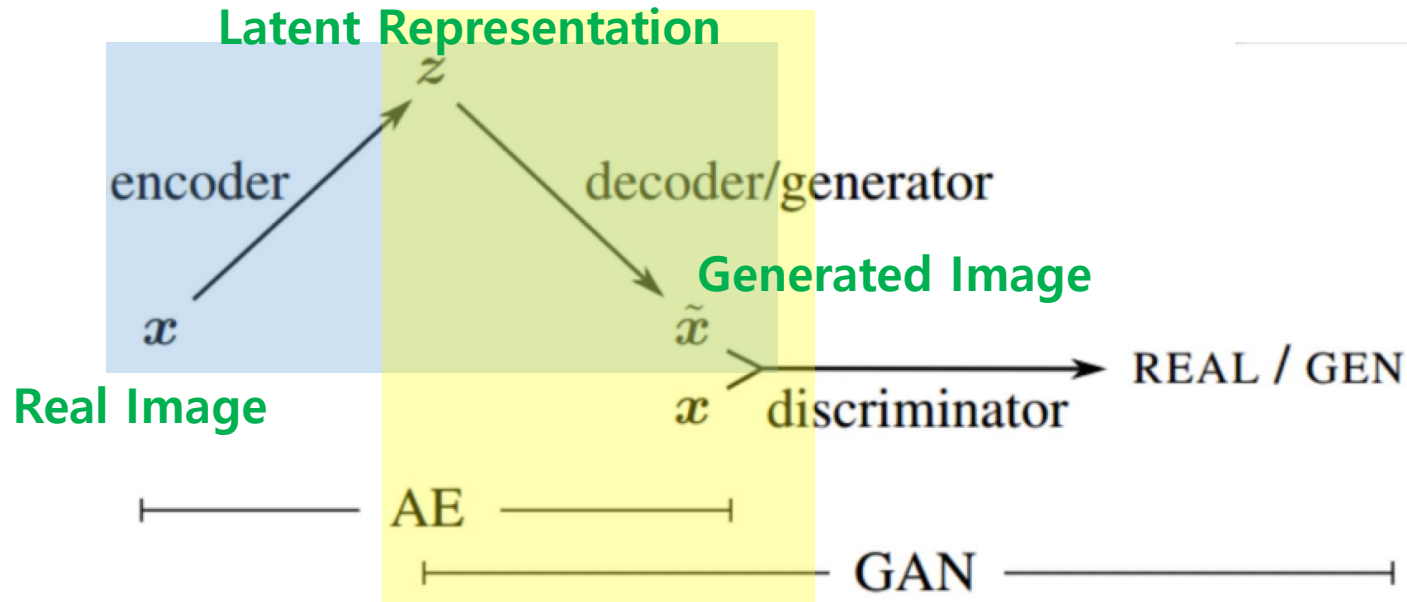 Latent Representation
z
encoder
decoder/generator
Generated Image
x
x̃
REAL / GEN
Real Image
x
discriminator
AE
GAN